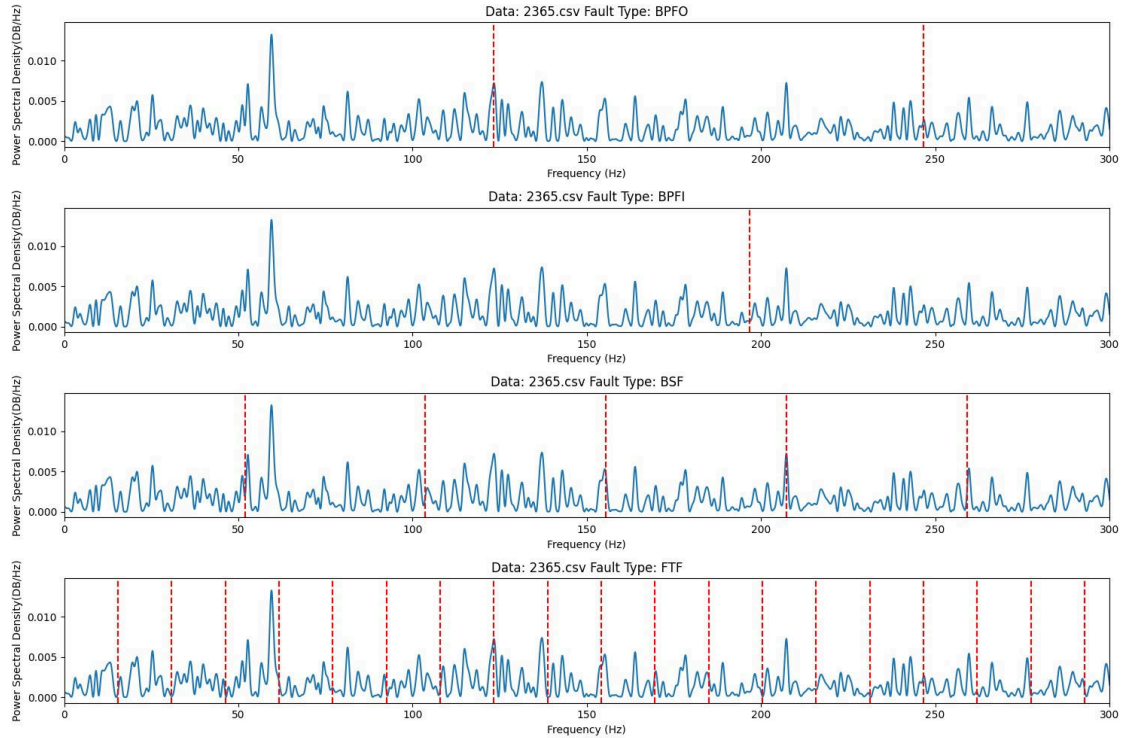 Data: 2365.csv Fault Type: BPFO
Power Spectral Density(DB/Hz)
0.010
0.005
0.000
0 50 100 150 200 250 300
Frequency (Hz)
Data: 2365.csv Fault Type: BPFI
Power Spectral Density(DB/Hz)
0.010
0.005
0.000
0 50 100 150 200 250 300
Frequency (Hz)
Data: 2365.csv Fault Type: BSF
Power Spectral Density(DB/Hz)
0.010
0.005
0.000
0 50 100 150 200 250 300
Frequency (Hz)
Data: 2365.csv Fault Type: FTF
Power Spectral Density(DB/Hz)
0.010
0.005
0.000
0 50 100 150 200 250 300
Frequency (Hz)